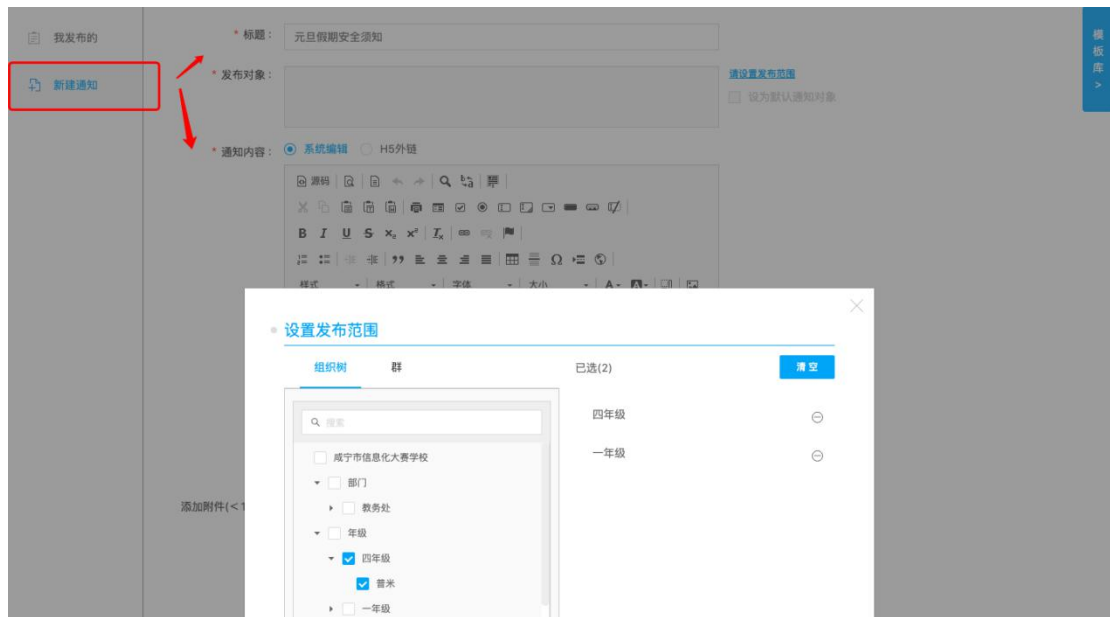 我发布的
* 标题： 元旦假期安全须知
新建通知
* 发布对象：
请设置发布范围
设为默认通知对象
模板库 >
* 通知内容： 系统编辑 H5外链
源码
B I U S x₂ x² Tx
样式 格式 字体 大小 A A
设置发布范围
组织树 群 已选(2) 清空
搜索
四年级
一年级
咸宁市信息化大赛学校
部门
教务处
年级
四年级
普米
一年级
添加附件(<1